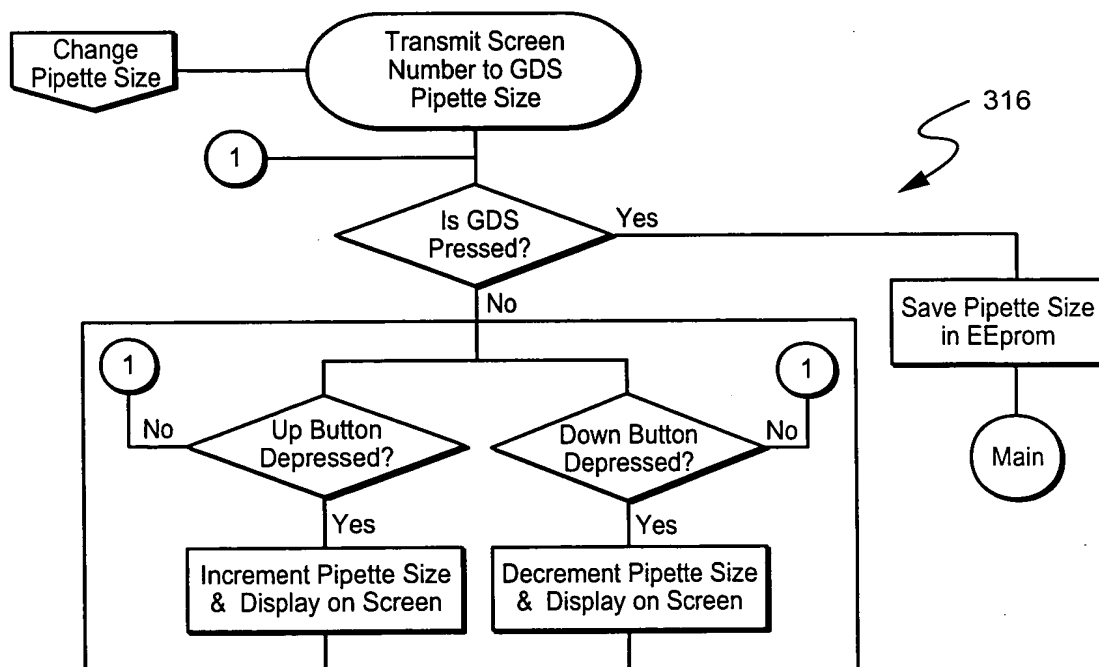 Change
Pipette Size
Transmit Screen
Number to GDS
Pipette Size
316
1
Is GDS
Pressed?
Yes
No
Save Pipette Size
in EEprom
Main
1
No
Up Button
Depressed?
Yes
Down Button
Depressed?
No
1
Yes
Increment Pipette Size
& Display on Screen
Decrement Pipette Size
& Display on Screen